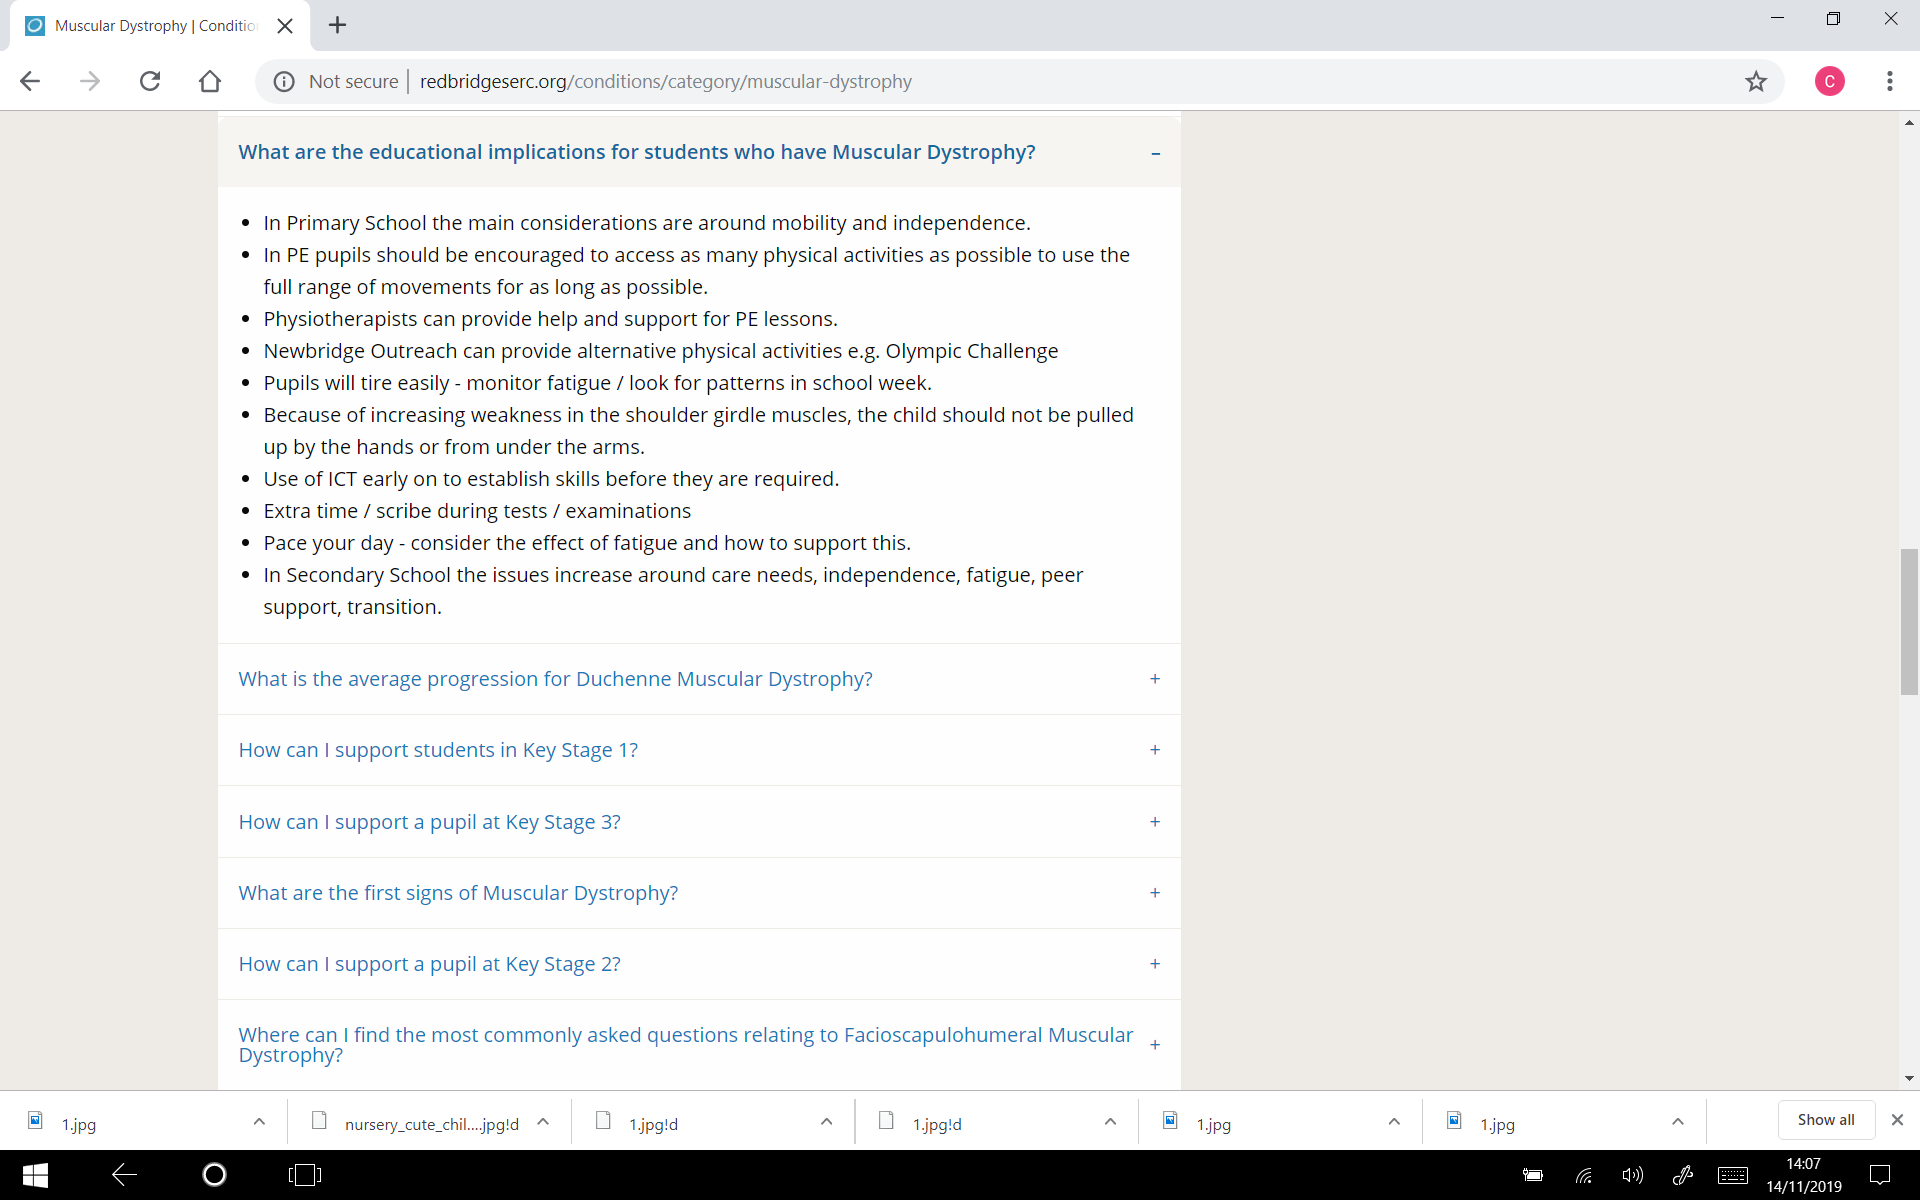 Muscular Dystrophy | Conditio
Not secure | redbridgeserc.org/conditions/category/muscular-dystrophy
C
What are the educational implications for students who have Muscular Dystrophy? –
• In Primary School the main considerations are around mobility and independence.
• In PE pupils should be encouraged to access as many physical activities as possible to use the
full range of movements for as long as possible.
• Physiotherapists can provide help and support for PE lessons.
• Newbridge Outreach can provide alternative physical activities e.g. Olympic Challenge
• Pupils will tire easily - monitor fatigue / look for patterns in school week.
• Because of increasing weakness in the shoulder girdle muscles, the child should not be pulled
up by the hands or from under the arms.
• Use of ICT early on to establish skills before they are required.
• Extra time / scribe during tests / examinations
• Pace your day - consider the effect of fatigue and how to support this.
• In Secondary School the issues increase around care needs, independence, fatigue, peer
support, transition.
What is the average progression for Duchenne Muscular Dystrophy? +
How can I support students in Key Stage 1? +
How can I support a pupil at Key Stage 3? +
What are the first signs of Muscular Dystrophy? +
How can I support a pupil at Key Stage 2? +
Where can I find the most commonly asked questions relating to Facioscapulohumeral Muscular
Dystrophy? +
1.jpg nursery_cute_chil....jpg!d 1.jpg!d 1.jpg!d 1.jpg 1.jpg Show all
14:07
14/11/2019